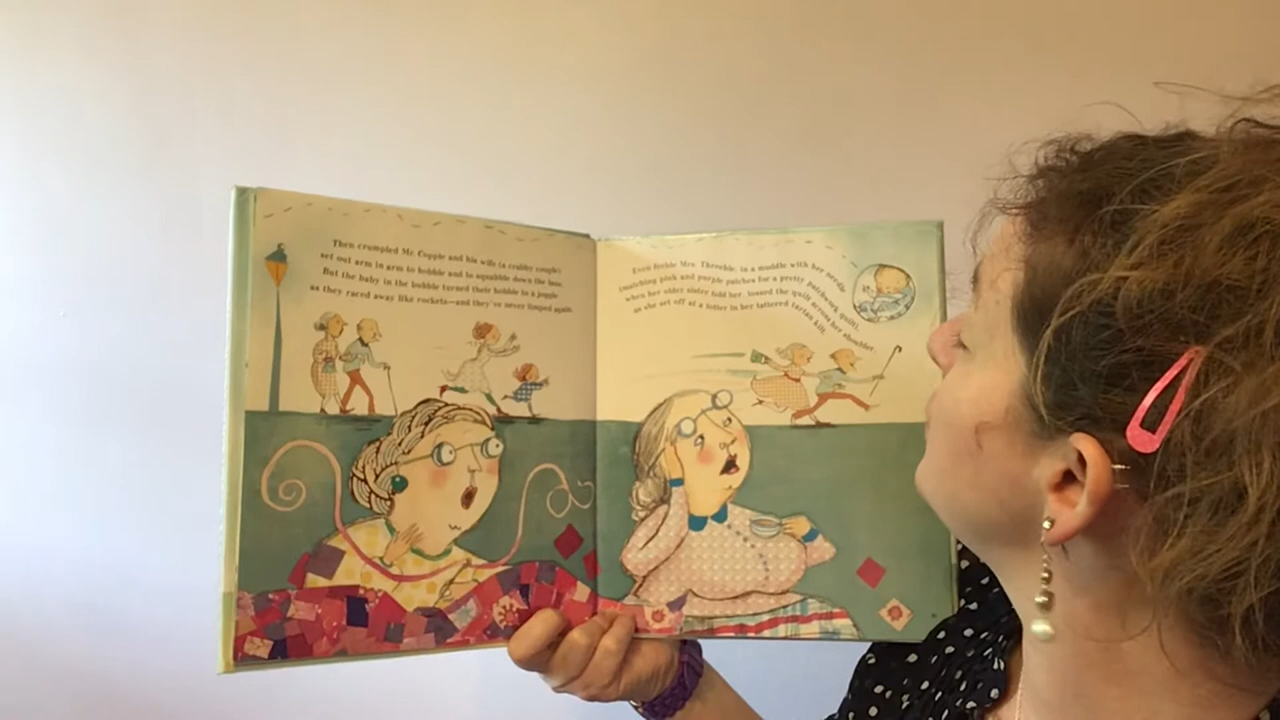 Then crumpled Mr. Copple and his wife (a crabby couple)
set out arm in arm to hobble and to squabble down the lane.
But the baby in the bubble turned their hobble to a joggle
as they raced away like rockets—and they've never limped again.
Even feeble Mrs. Threeble, in a muddle with her needle
(matching pink and purple patches for a pretty patchwork quilt),
when her older sister told her, tossed the quilt across her shoulder,
as she set off at a totter in her tattered tartan kilt.